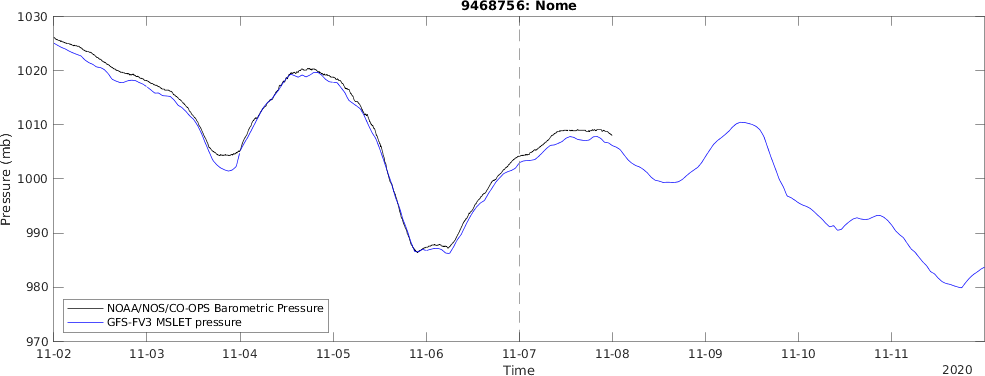 9468756: Nome
1030
1020
1010
1000
990
980
970
Pressure (mb)
NOAA/NOS/CO-OPS Barometric Pressure
GFS-FV3 MSLET pressure
11-02 11-03 11-04 11-05 11-06 11-07 11-08 11-09 11-10 11-11
Time
2020